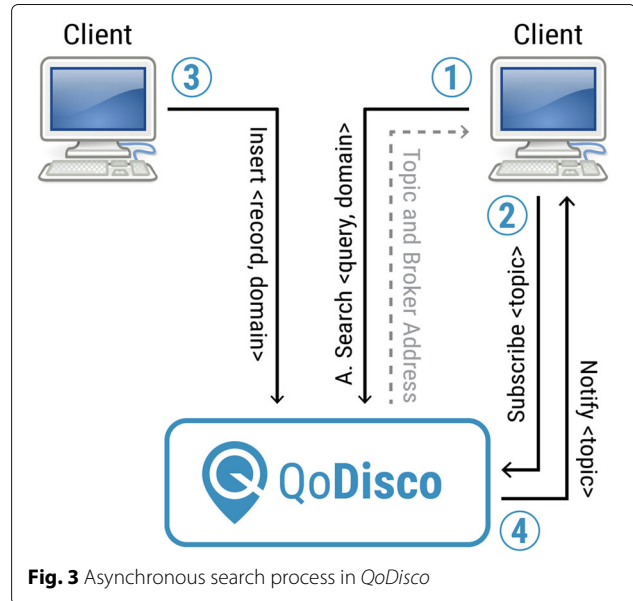 Client
Client
3
1
Insert <record, domain>
A. Search <query, domain>
Topic and Broker Address
2
Subscribe <topic>
Notify <topic>
QoDisco
4
Fig. 3 Asynchronous search process in QoDisco